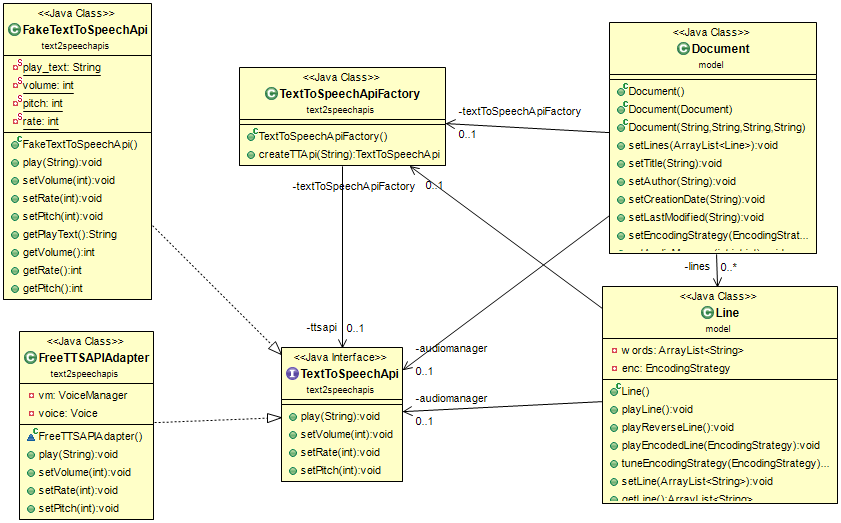 <<Java Class>>
FakeTextToSpeechApi
text2speechapis
play_text: String
volume: int
pitch: int
rate: int
FakeTextToSpeechApi()
play(String):void
setVolume(int):void
setRate(int):void
setPitch(int):void
getPlayText():String
getVolume():int
getRate():int
getPitch():int
<<Java Class>>
TextToSpeechApiFactory
text2speechapis
TextToSpeechApiFactory()
createTTApi(String):TextToSpeechApi
<<Java Class>>
Document
model
Document()
Document(Document)
Document(String,String,String,String)
setLines(ArrayList<Line>):void
setTitle(String):void
setAuthor(String):void
setCreationDate(String):void
setLastModified(String):void
setEncodingStrategy(EncodingStrat...
-textToSpeechApiFactory
0..1
-textToSpeechApiFactory
0..1
-lines
0..*
-ttsapi
0..1
-audiomanager
0..1
-audiomanager
0..1
<<Java Class>>
FreeTTSAPIAdapter
text2speechapis
vm: VoiceManager
voice: Voice
FreeTTSAPIAdapter()
play(String):void
setVolume(int):void
setRate(int):void
setPitch(int):void
<<Java Interface>>
TextToSpeechApi
text2speechapis
play(String):void
setVolume(int):void
setRate(int):void
setPitch(int):void
<<Java Class>>
Line
model
words: ArrayList<String>
enc: EncodingStrategy
Line()
playLine():void
playReverseLine():void
playEncodedLine(EncodingStrategy):void
tuneEncodingStrategy(EncodingStrategy)...
setLine(ArrayList<String>):void
getLine():ArrayList<String>